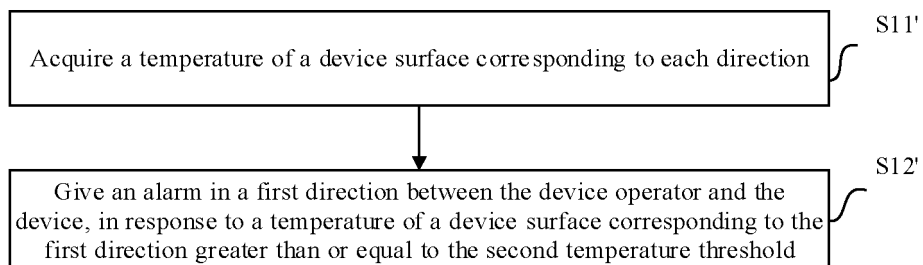 S11'
Acquire a temperature of a device surface corresponding to each direction
S12'
Give an alarm in a first direction between the device operator and the
device, in response to a temperature of a device surface corresponding to the
first direction greater than or equal to the second temperature threshold